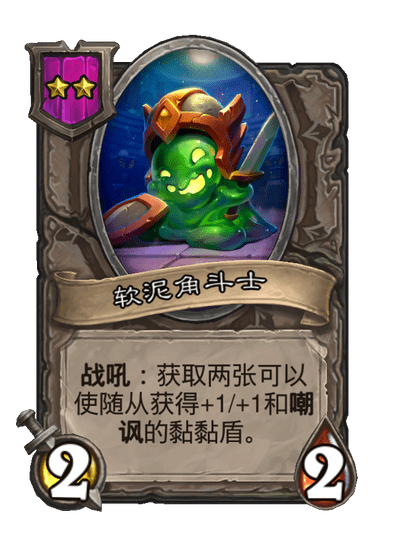 软泥角斗士
战吼：获取两张可以
使随从获得+1/+1和嘲
讽的黏黏盾。
2
2